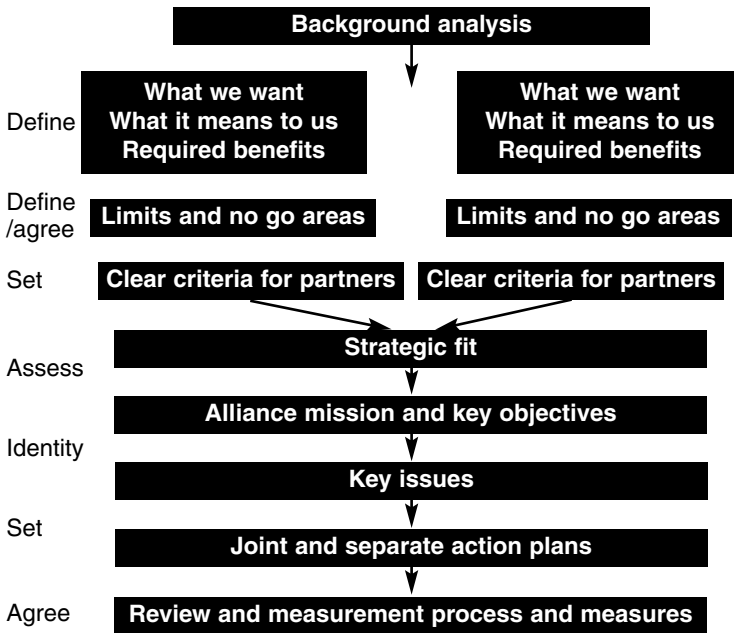 Background analysis
Define
What we want
What it means to us
Required benefits
What we want
What it means to us
Required benefits
Define
/agree
Limits and no go areas
Limits and no go areas
Set
Clear criteria for partners
Clear criteria for partners
Strategic fit
Assess
Alliance mission and key objectives
Identity
Key issues
Set
Joint and separate action plans
Agree
Review and measurement process and measures